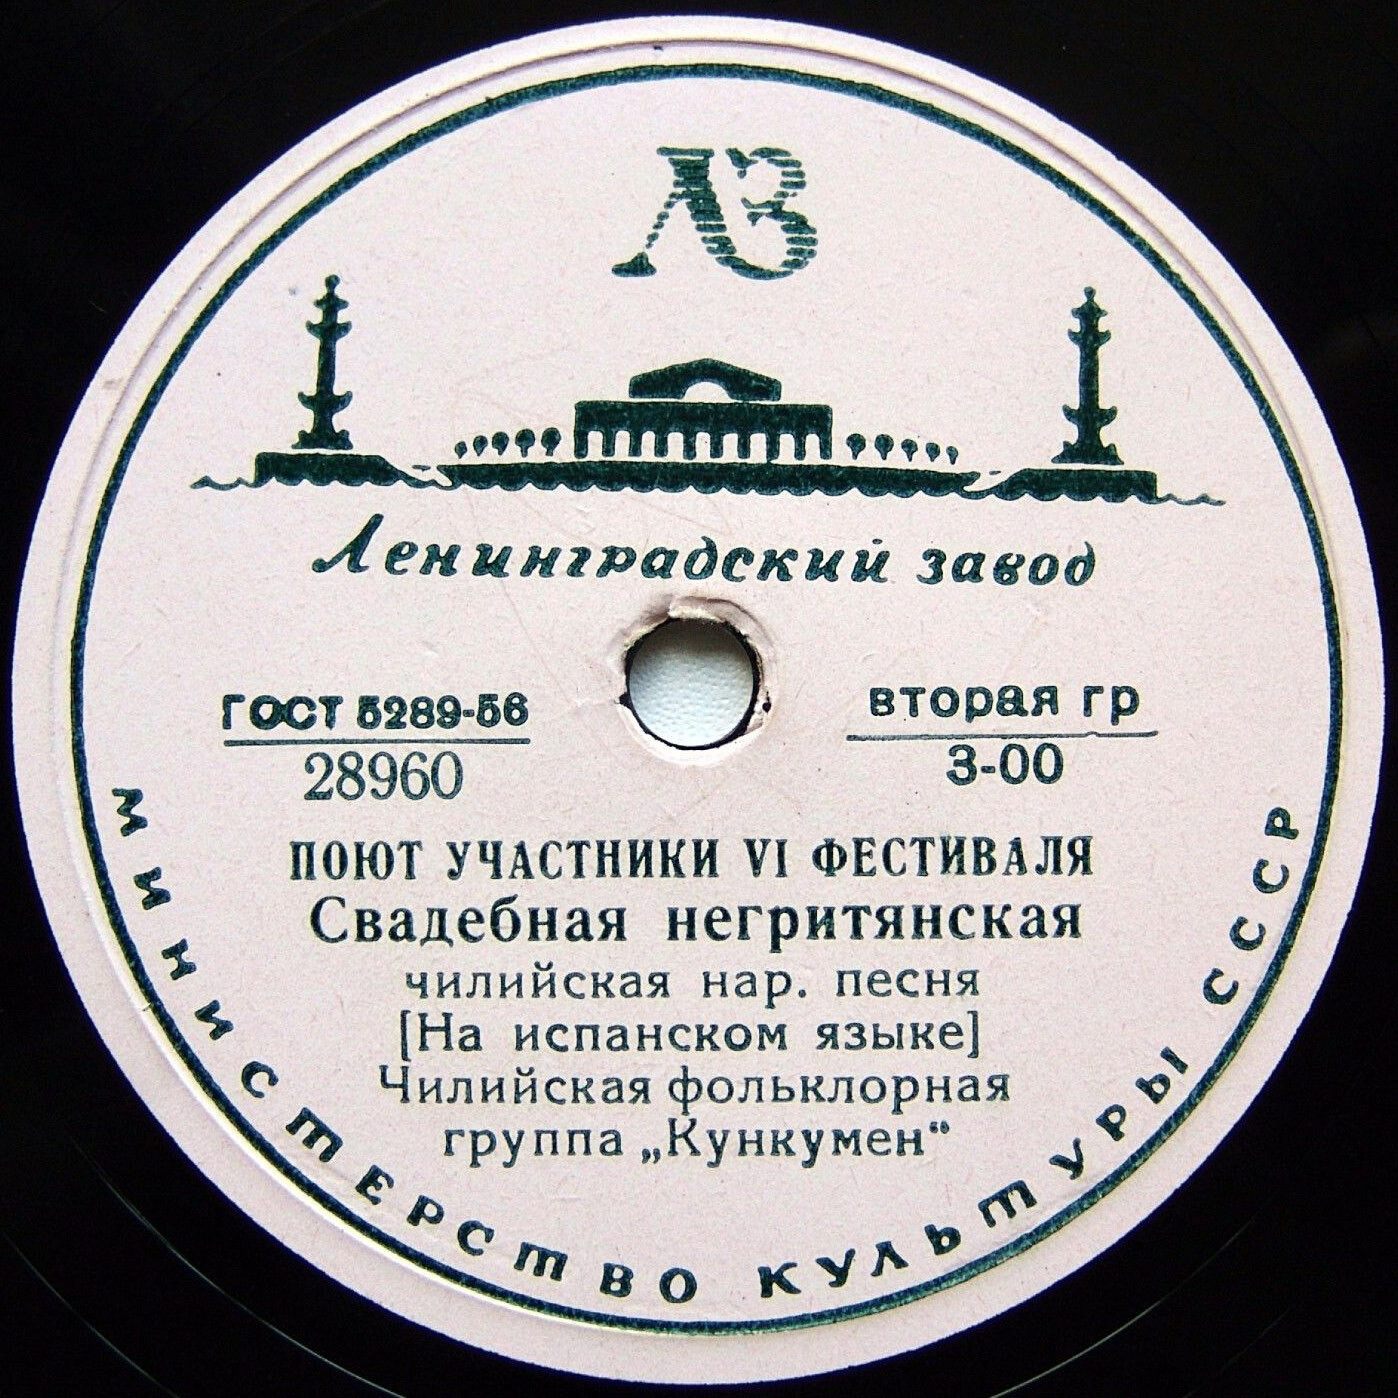 ЛЗ
Ленинградский завод
ГОСТ 5289-56
28960
вторая гр
3-00
ПОЮТ УЧАСТНИКИ VI ФЕСТИВАЛЯ
Свадебная негритянская
чилийская нар. песня
[На испанском языке]
Чилийская фольклорная
группа „Кункумен“
МИНИСТЕРСТВО КУЛЬТУРЫ СССР